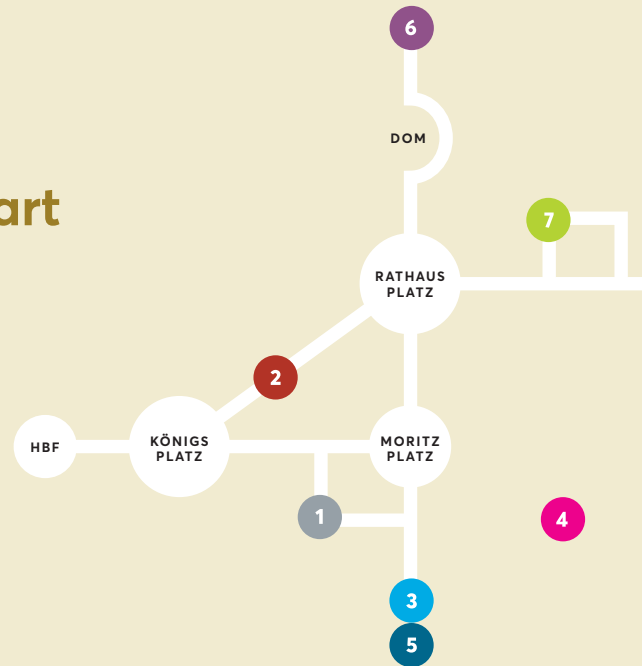 6
DOM
art
7
RATHAUS
PLATZ
2
HBF
KÖNIGS
PLATZ
MORITZ
PLATZ
1
4
3
5